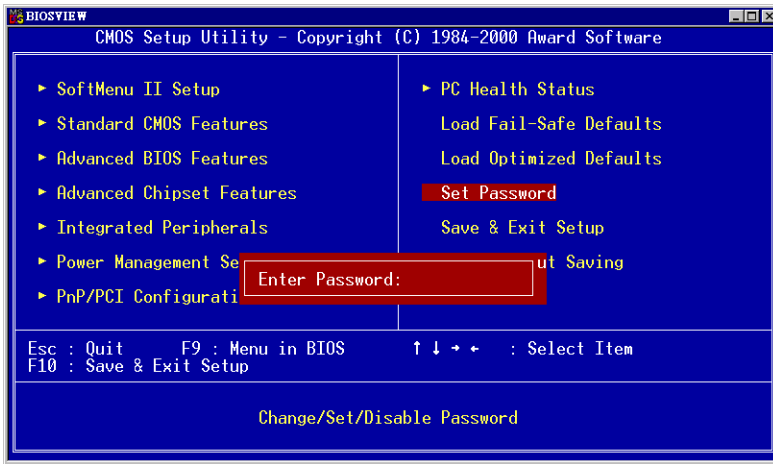 BIOSVIEW
CMOS Setup Utility - Copyright (C) 1984-2000 Award Software
► SoftMenu II Setup
► Standard CMOS Features
► Advanced BIOS Features
► Advanced Chipset Features
► Integrated Peripherals
► Power Management Se
► PnP/PCI Configurati
► PC Health Status
Load Fail-Safe Defaults
Load Optimized Defaults
Set Password
Save & Exit Setup
ut Saving
Enter Password:
Esc : Quit F9 : Menu in BIOS ↑ ↓ → ← : Select Item
F10 : Save & Exit Setup
Change/Set/Disable Password